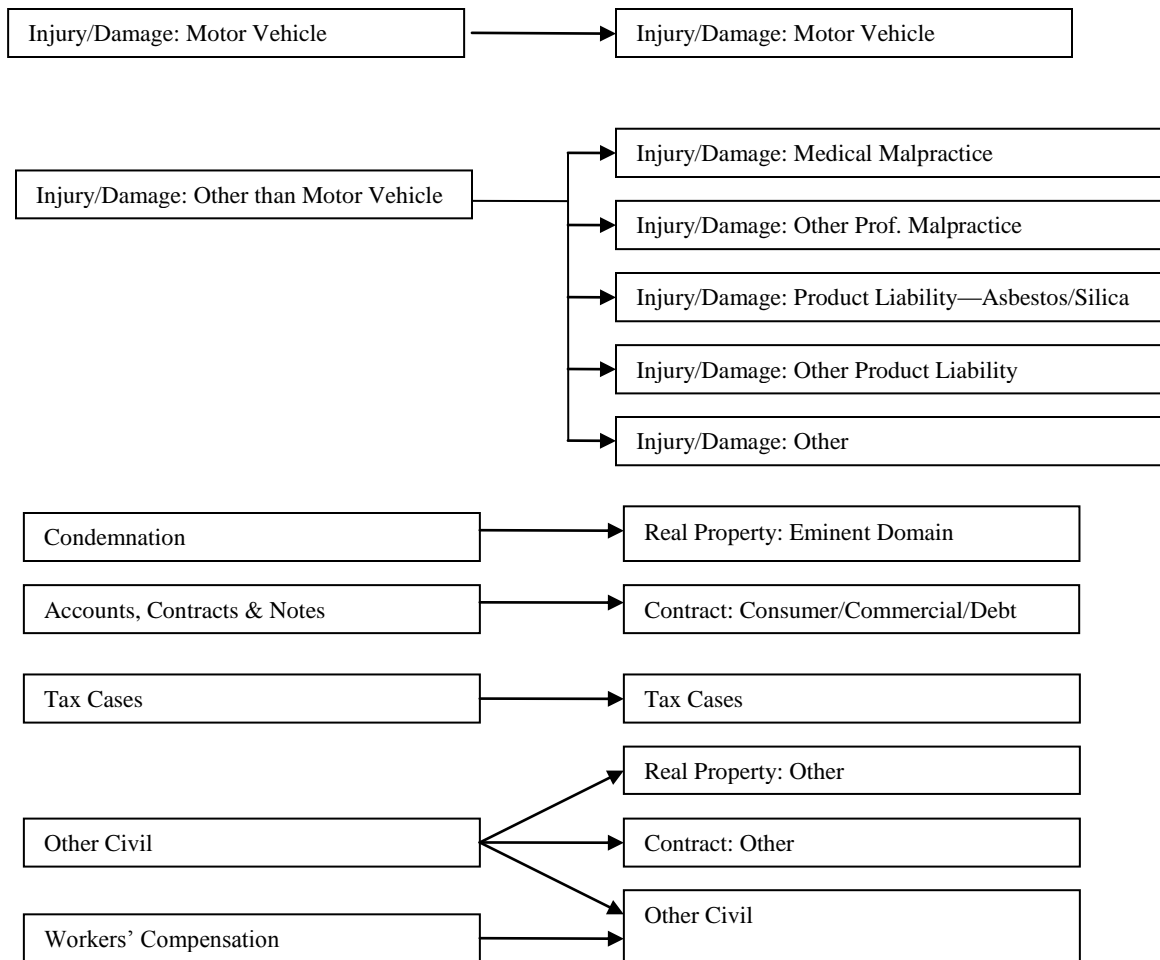 Injury/Damage: Motor Vehicle
Injury/Damage: Motor Vehicle
Injury/Damage: Other than Motor Vehicle
Injury/Damage: Medical Malpractice
Injury/Damage: Other Prof. Malpractice
Injury/Damage: Product Liability—Asbestos/Silica
Injury/Damage: Other Product Liability
Injury/Damage: Other
Condemnation
Real Property: Eminent Domain
Accounts, Contracts & Notes
Contract: Consumer/Commercial/Debt
Tax Cases
Tax Cases
Other Civil
Real Property: Other
Contract: Other
Other Civil
Workers’ Compensation